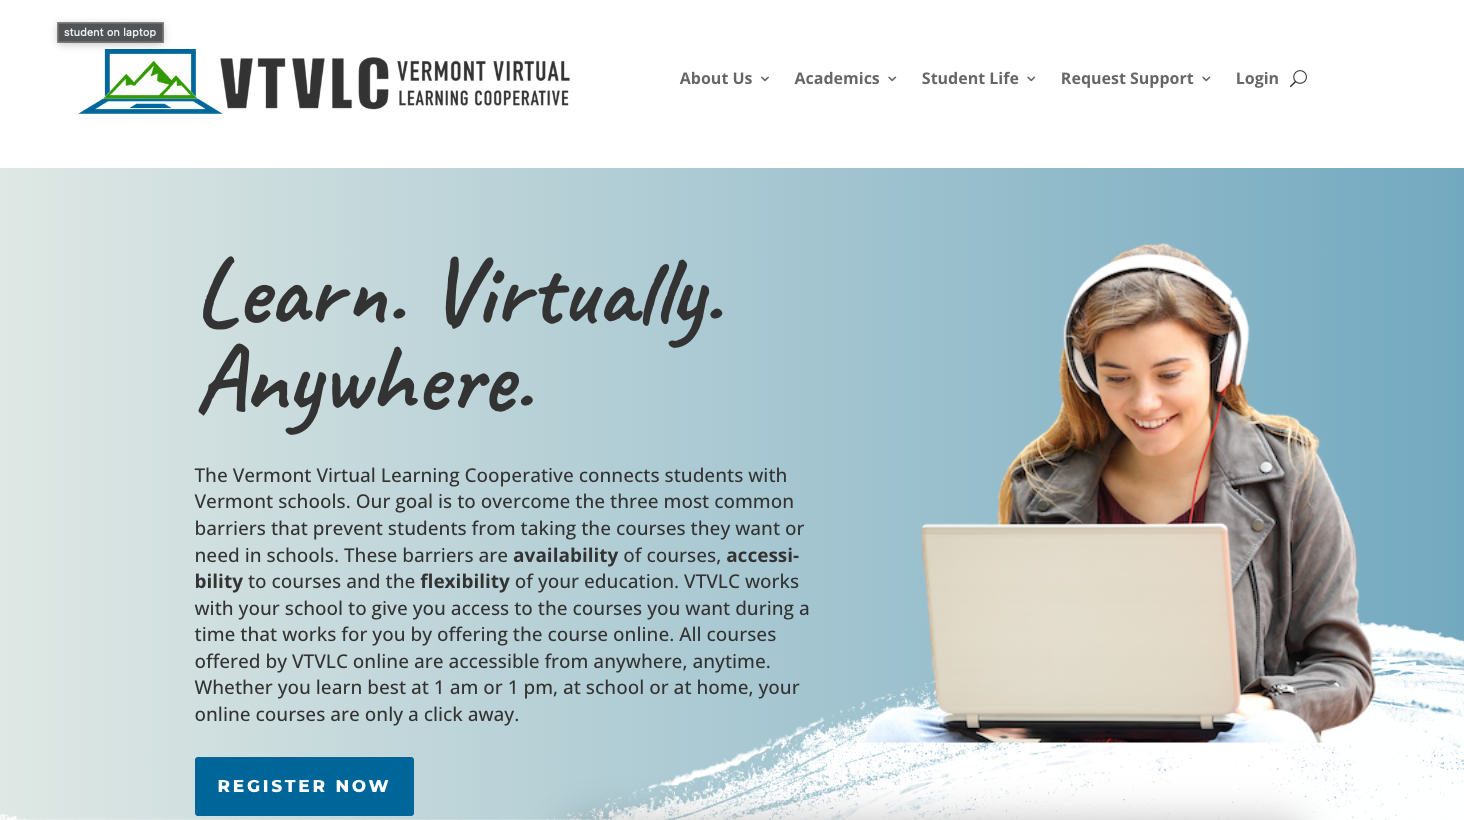 student on laptop
VTVLC VERMONT VIRTUAL
LEARNING COOPERATIVE
About Us Academics Student Life Request Support Login
Learn. Virtually.
Anywhere.
The Vermont Virtual Learning Cooperative connects students with
Vermont schools. Our goal is to overcome the three most common
barriers that prevent students from taking the courses they want or
need in schools. These barriers are availability of courses, accessi-
bility to courses and the flexibility of your education. VTVLC works
with your school to give you access to the courses you want during a
time that works for you by offering the course online. All courses
offered by VTVLC online are accessible from anywhere, anytime.
Whether you learn best at 1 am or 1 pm, at school or at home, your
online courses are only a click away.
REGISTER NOW